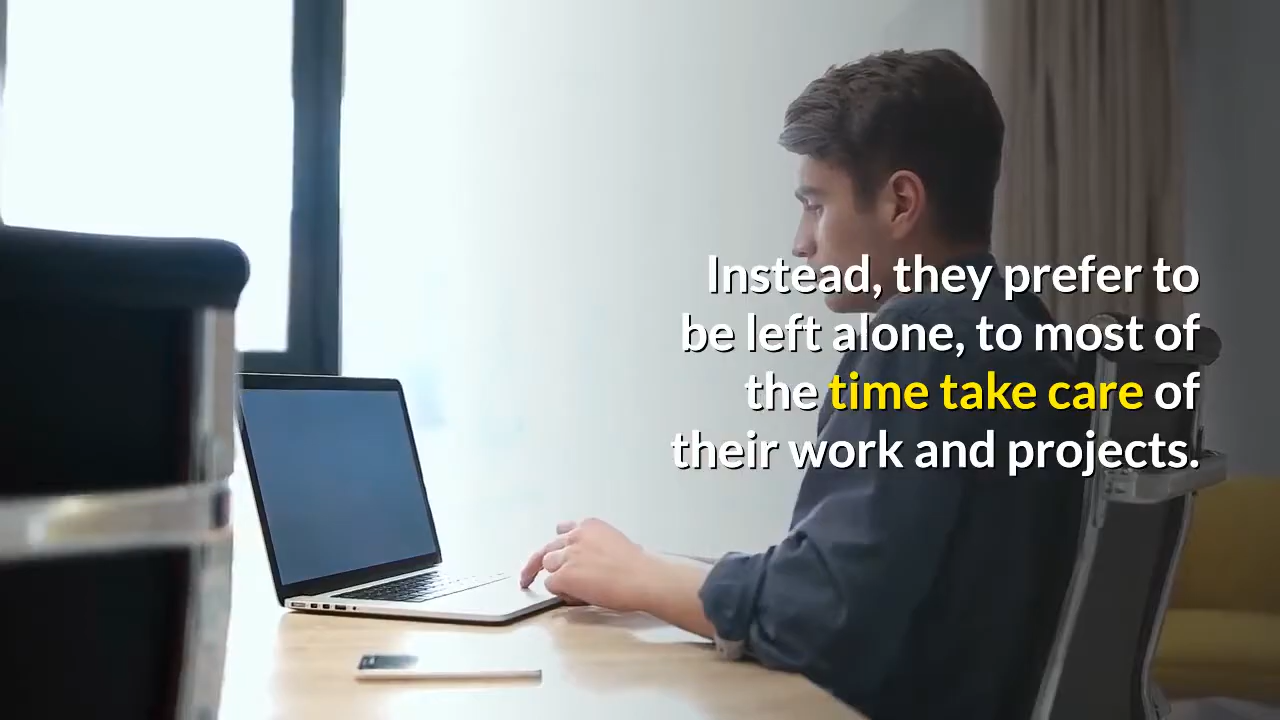 Instead, they prefer to
be left alone, to most of
the time take care of
their work and projects.